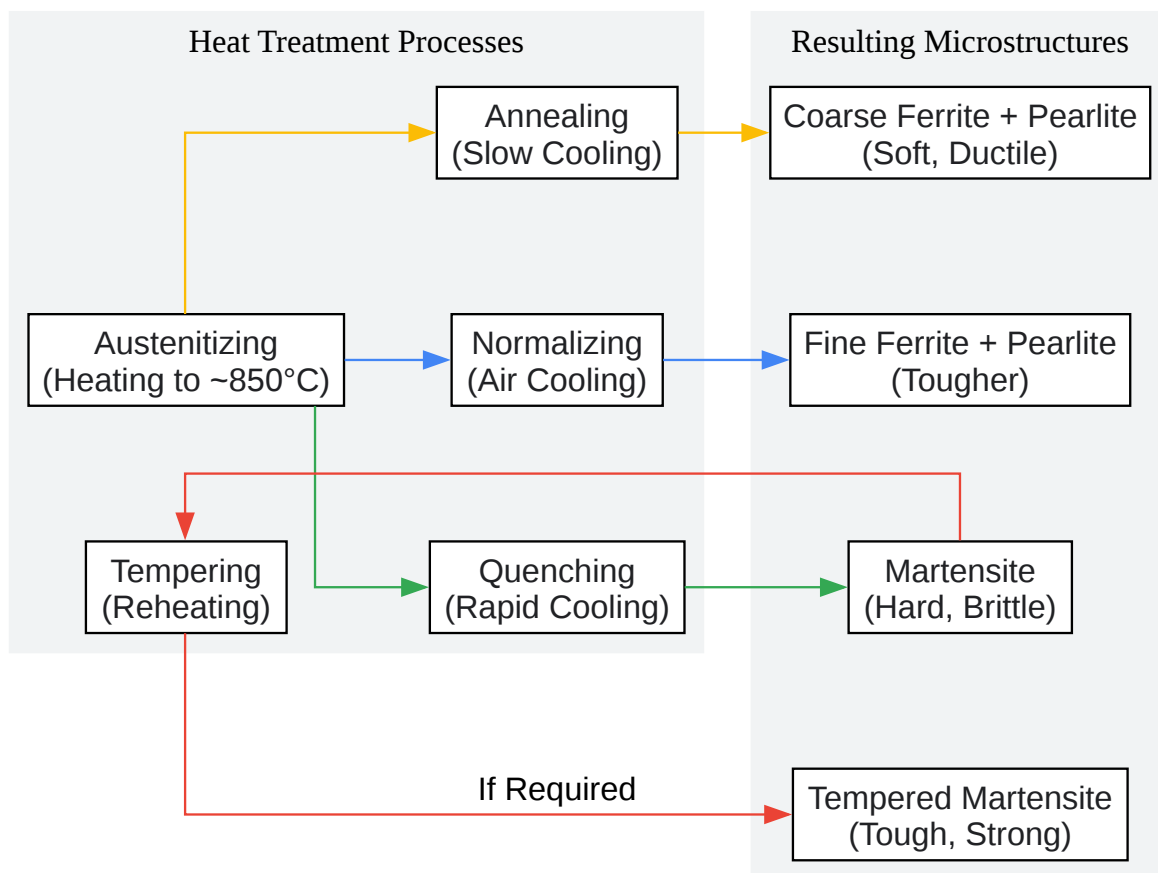 Heat Treatment Processes
Resulting Microstructures
Annealing
(Slow Cooling)
Coarse Ferrite + Pearlite
(Soft, Ductile)
Austenitizing
(Heating to ~850°C)
Normalizing
(Air Cooling)
Fine Ferrite + Pearlite
(Tougher)
Tempering
(Reheating)
Quenching
(Rapid Cooling)
Martensite
(Hard, Brittle)
If Required
Tempered Martensite
(Tough, Strong)